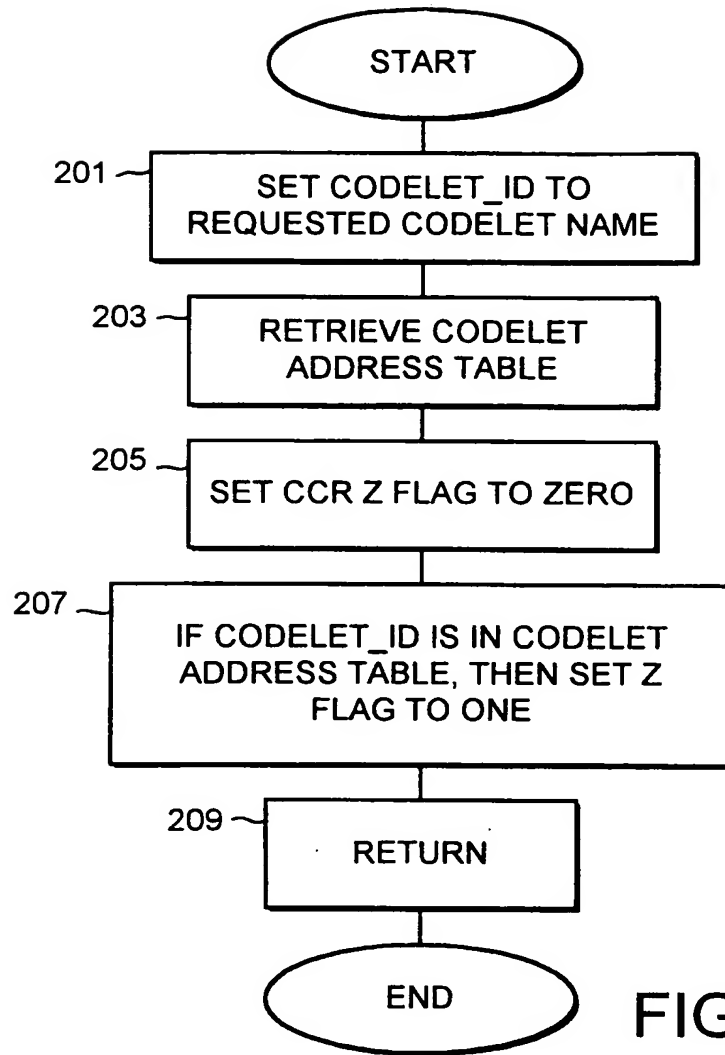 START
201
SET CODELET_ID TO
REQUESTED CODELET NAME
203
RETRIEVE CODELET
ADDRESS TABLE
205
SET CCR Z FLAG TO ZERO
207
IF CODELET_ID IS IN CODELET
ADDRESS TABLE, THEN SET Z
FLAG TO ONE
209
RETURN
END
FIG